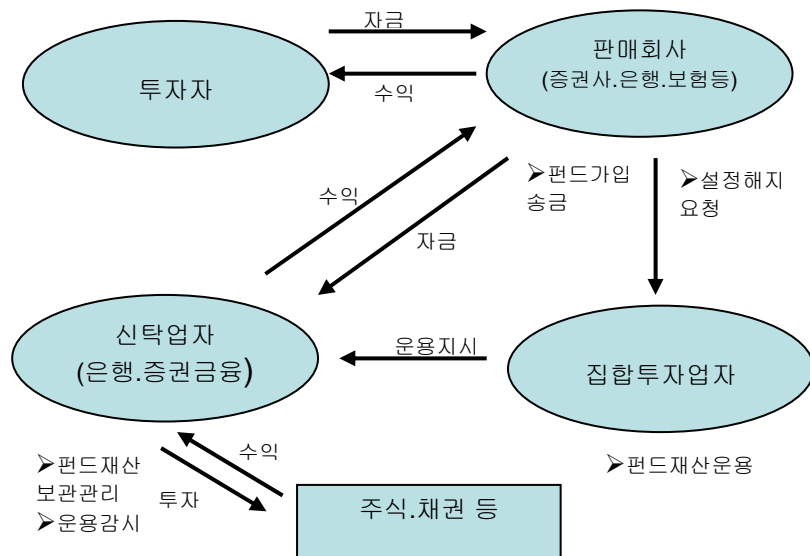 자금
판매회사
(증권사.은행.보험등)
투자자
수익
수익
➢펀드가입
송금
➢설정해지
요청
자금
신탁업자
(은행.증권금융)
운용지시
집합투자업자
➢펀드재산
보관관리
➢운용감시
수익
투자
➢펀드재산운용
주식.채권 등